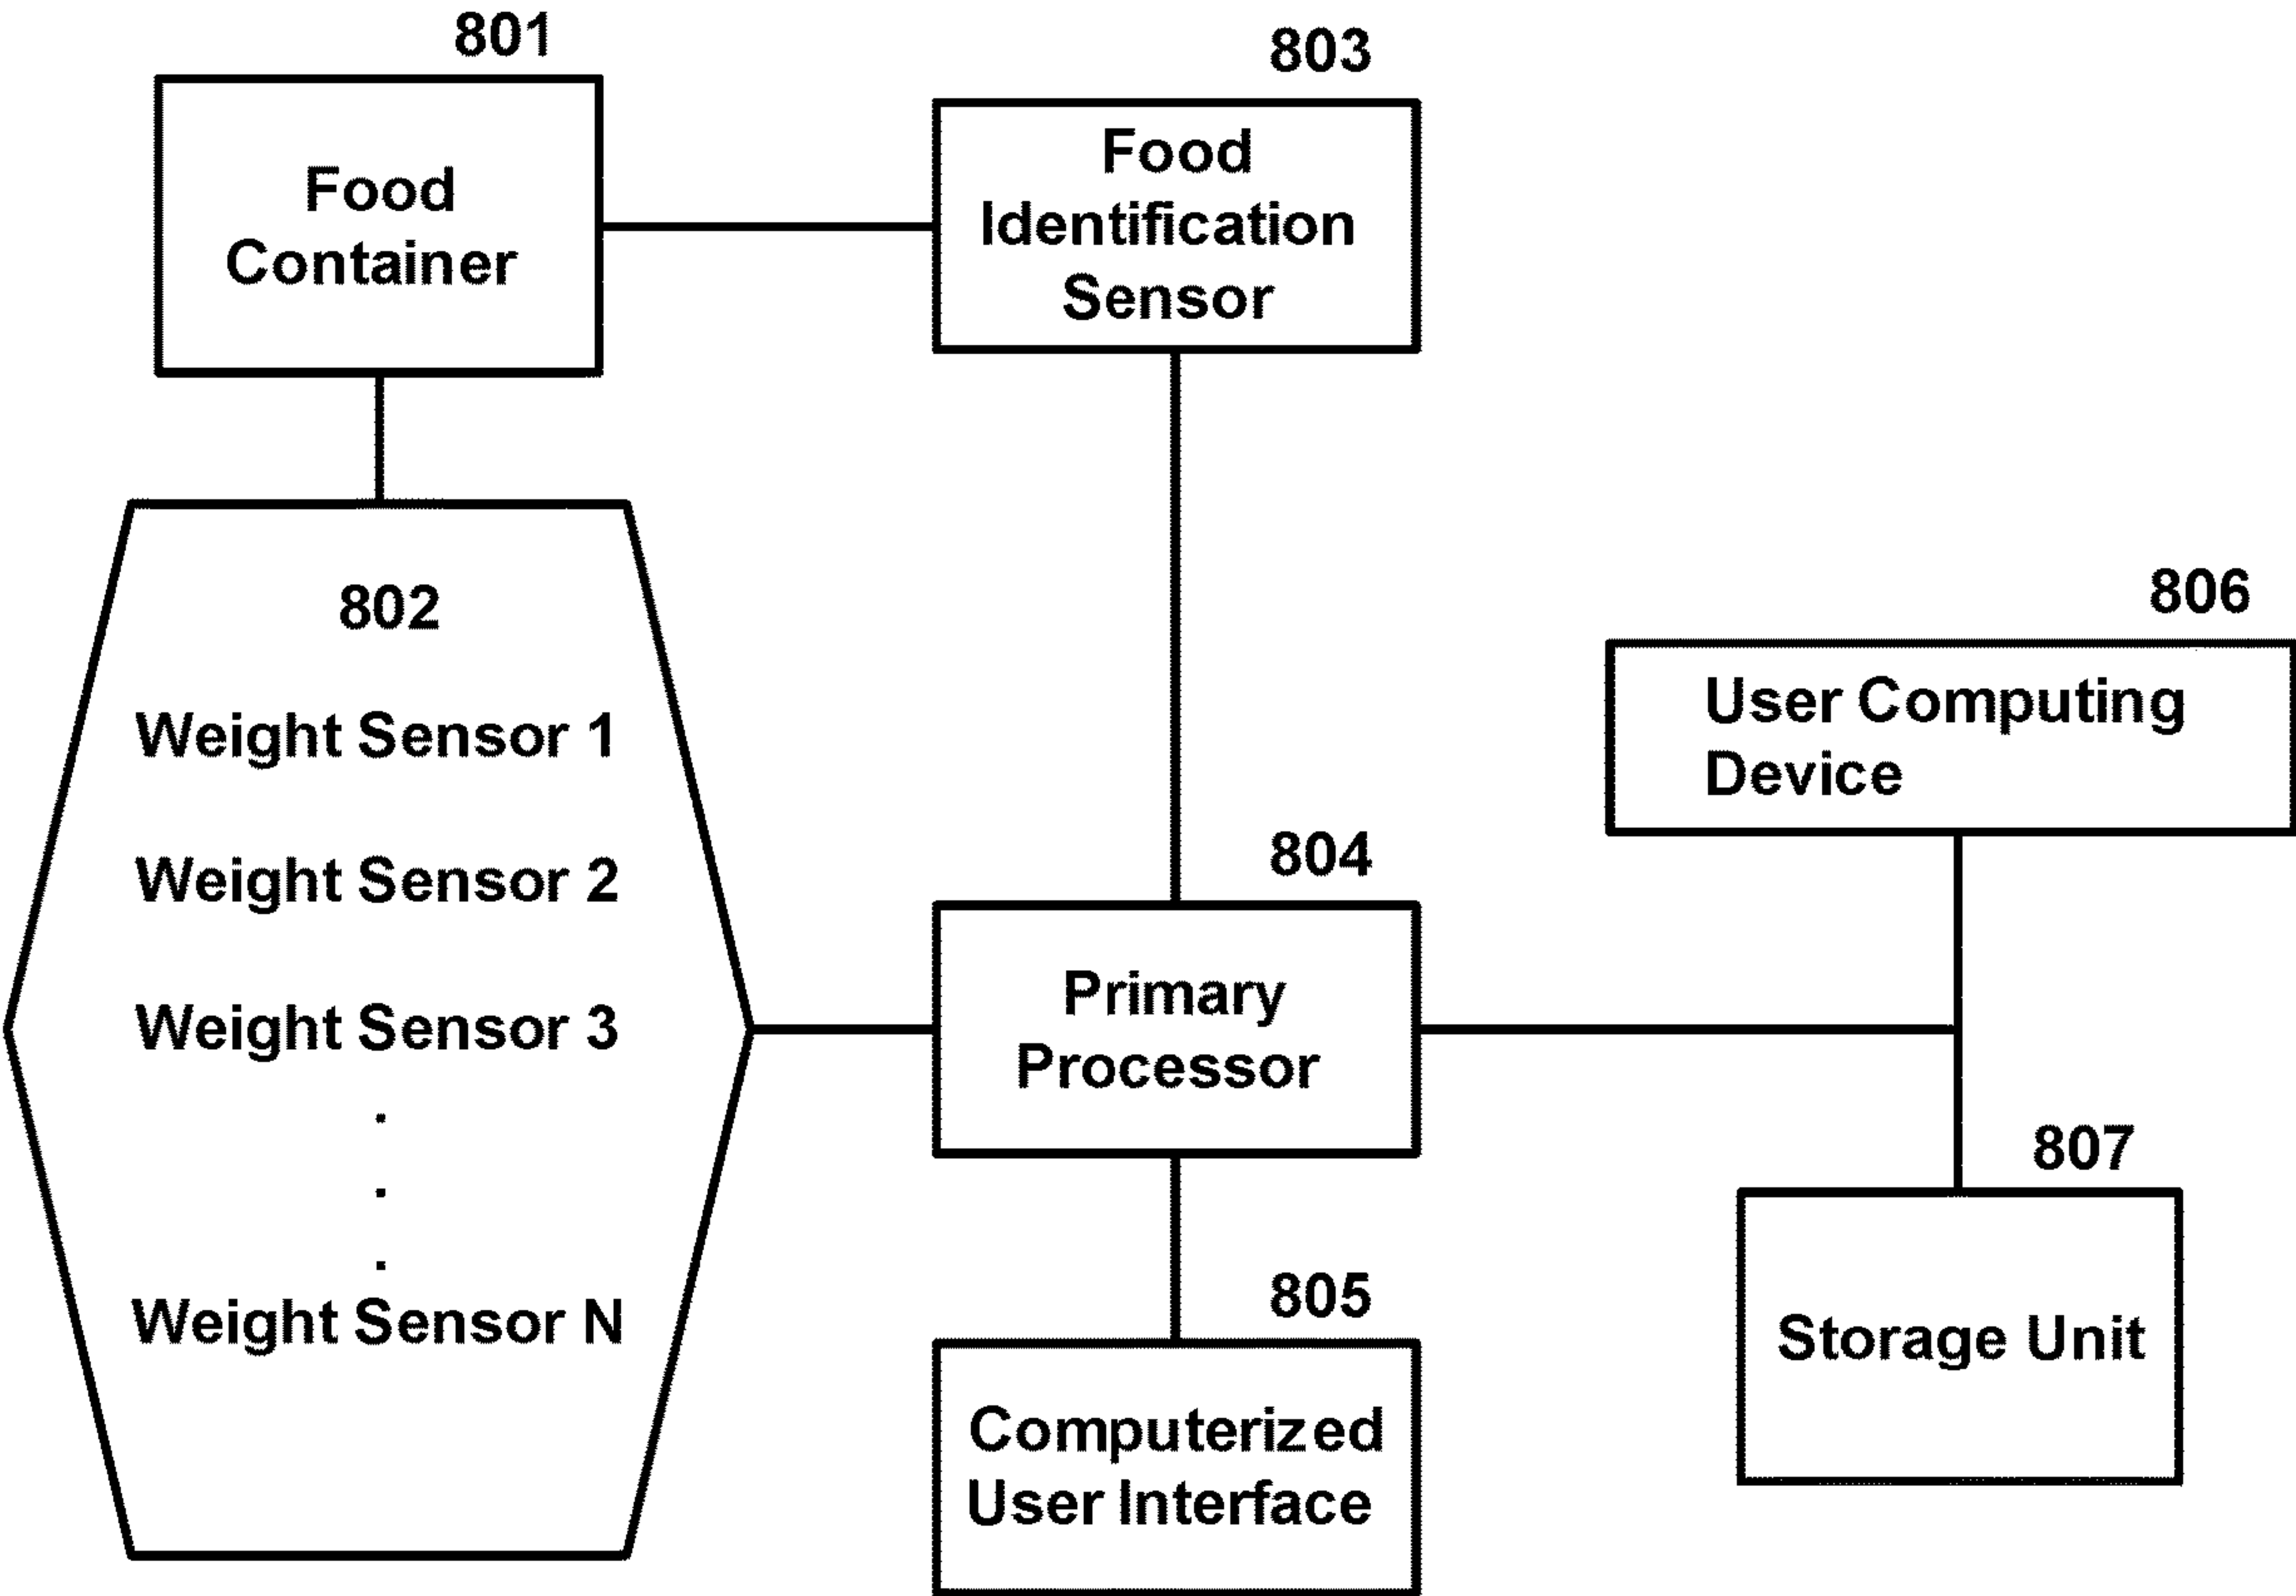 801
Food
Container
803
Food
Identification
Sensor
802
Weight Sensor 1
Weight Sensor 2
Weight Sensor 3
.
.
.
Weight Sensor N
804
Primary
Processor
805
Computerized
User Interface
806
User Computing
Device
807
Storage Unit